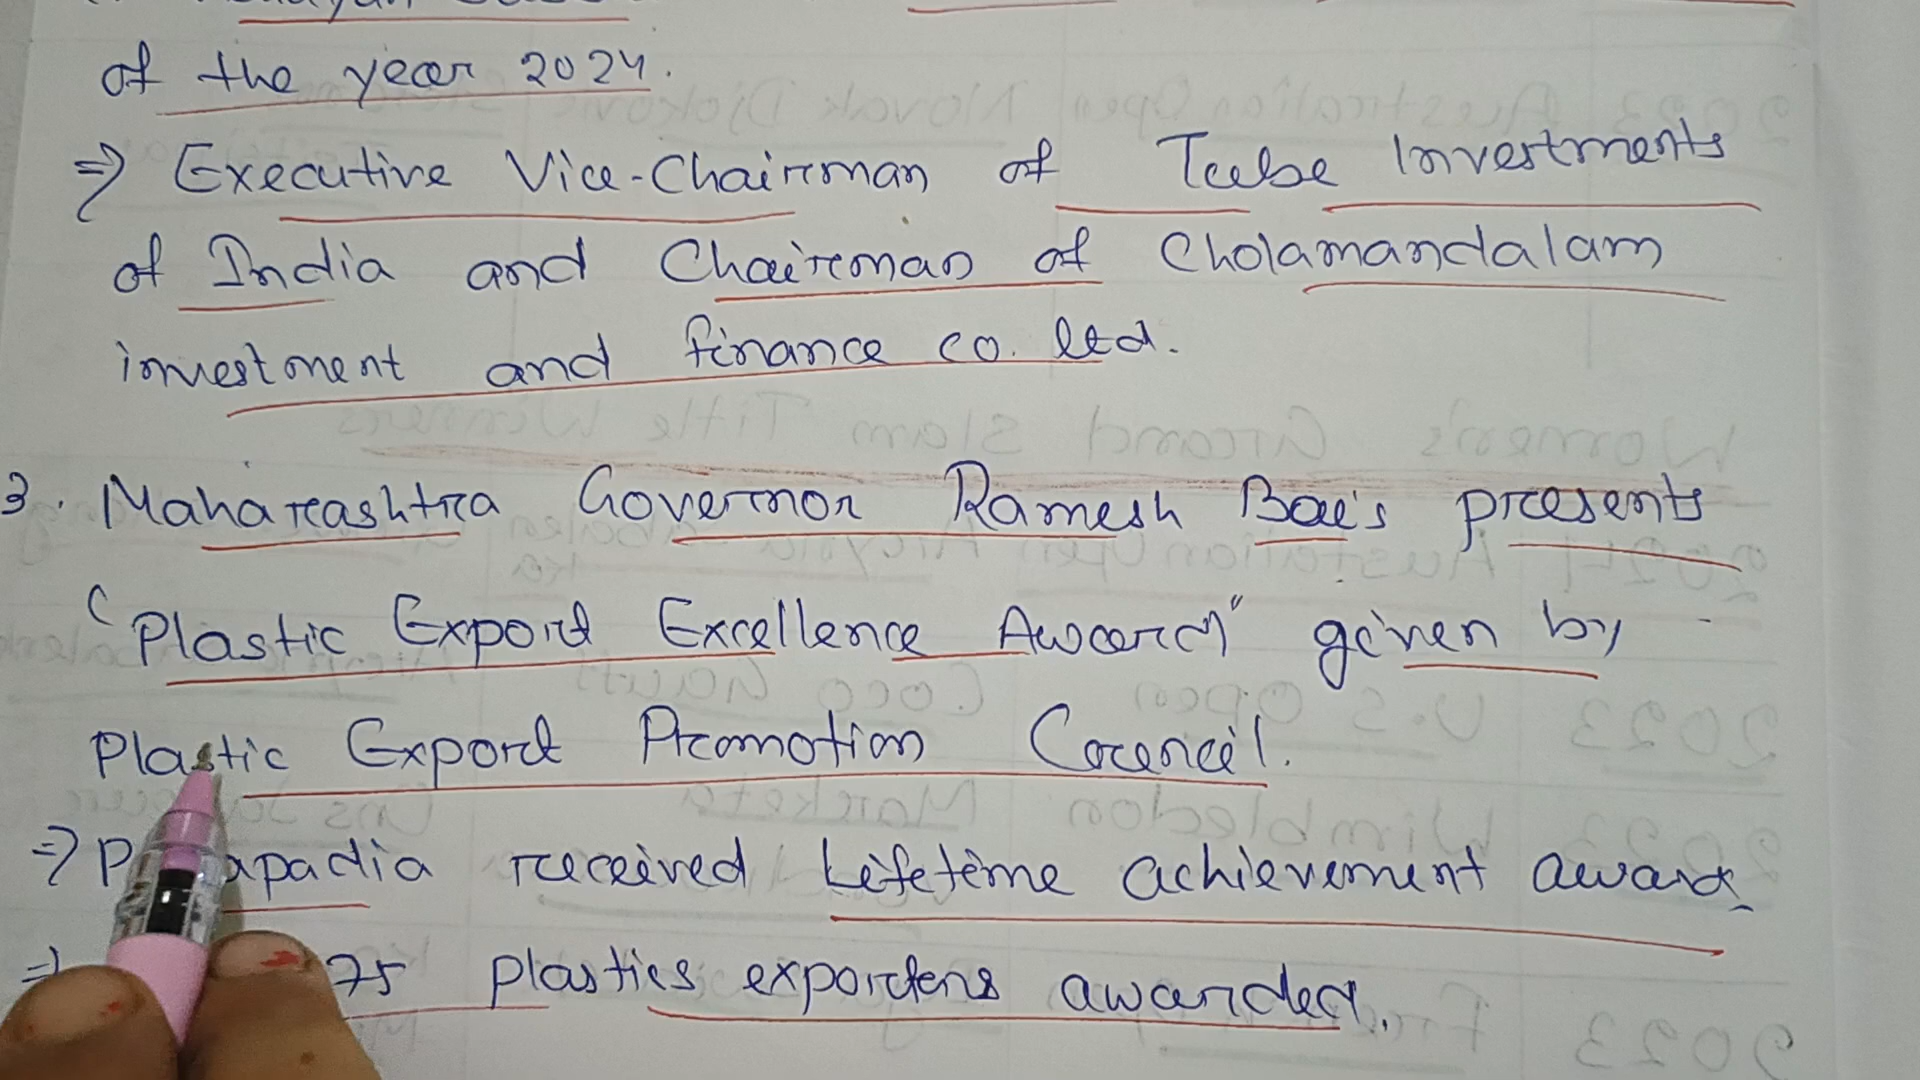 of the year 2024.
⇒ Executive Vice-Chairman of Tube Investments
of India and Chairman of Cholamandalam
investment and finance co. ltd.
3. Maharashtra Governor Ramesh Bais presents
"Plastic Export Excellence Award" given by
Plastic Export Promotion Council.
⇒ received Lifetime achievement award
⇒ 75 plastics exporters awarded.